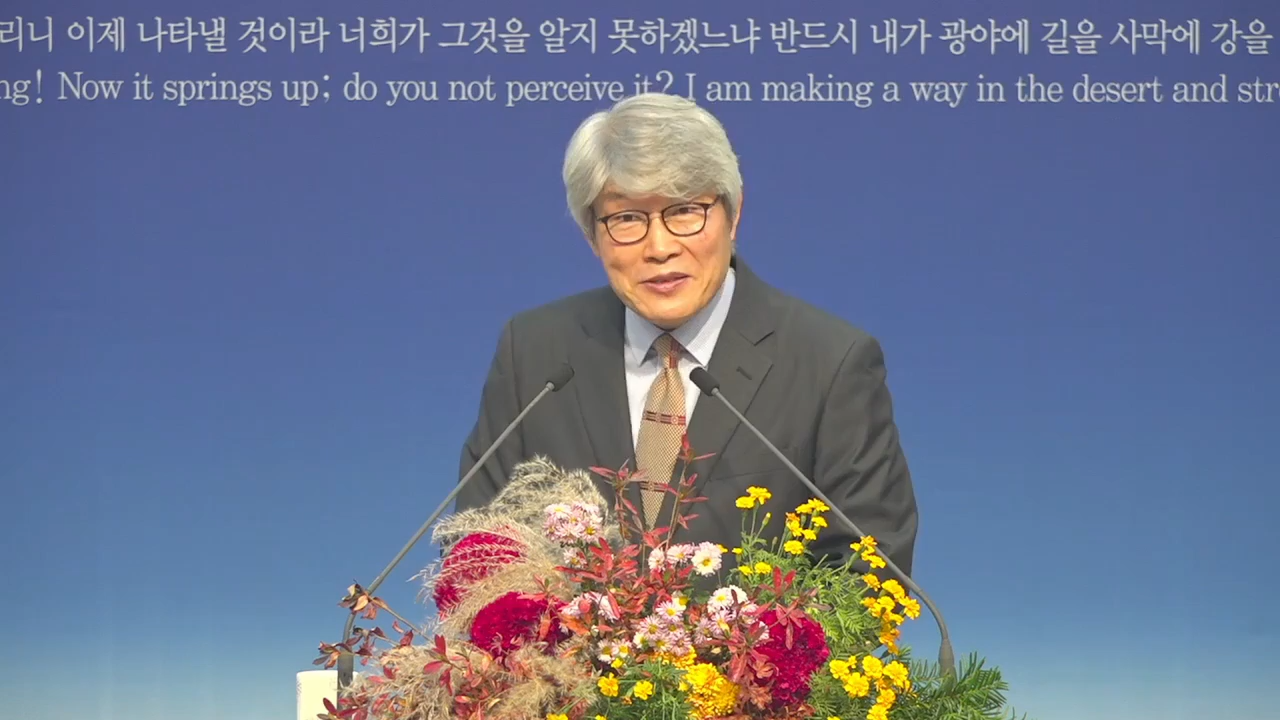 리니 이제 나타낼 것이라 너희가 그것을 알지 못하겠느냐 반드시 내가 광야에 길을 사막에 강을
ng! Now it springs up; do you not perceive it? I am making a way in the desert and stre